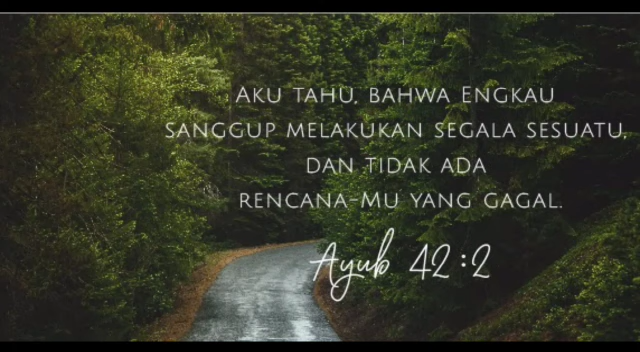 Aku tahu, bahwa Engkau
sanggup melakukan segala sesuatu,
dan tidak ada
rencana-Mu yang gagal.
Ayub 42:2